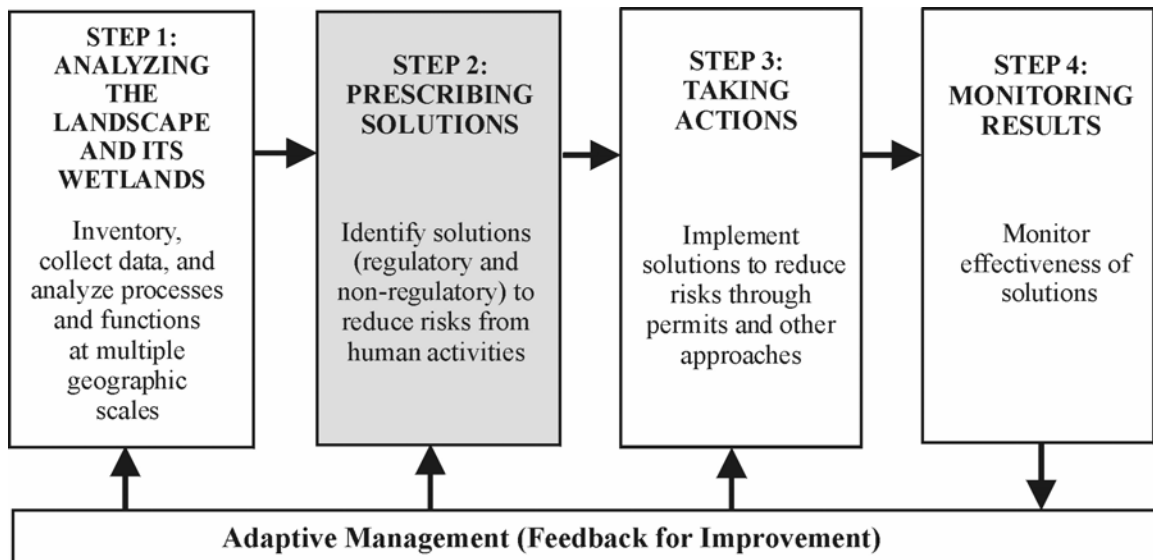 STEP 1:
ANALYZING
THE
LANDSCAPE
AND ITS
WETLANDS
Inventory,
collect data, and
analyze processes
and functions
at multiple
geographic
scales
STEP 2:
PRESCRIBING
SOLUTIONS
Identify solutions
(regulatory and
non-regulatory) to
reduce risks from
human activities
STEP 3:
TAKING
ACTIONS
Implement
solutions to reduce
risks through
permits and other
approaches
STEP 4:
MONITORING
RESULTS
Monitor
effectiveness of
solutions
Adaptive Management (Feedback for Improvement)